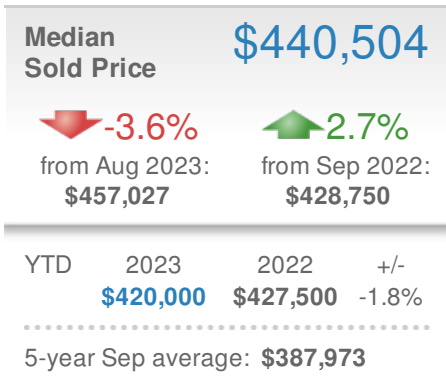 Median
Sold Price
$440,504
-3.6%
from Aug 2023:
$457,027
2.7%
from Sep 2022:
$428,750
YTD 2023 2022 +/-
$420,000 $427,500 -1.8%
5-year Sep average: $387,973